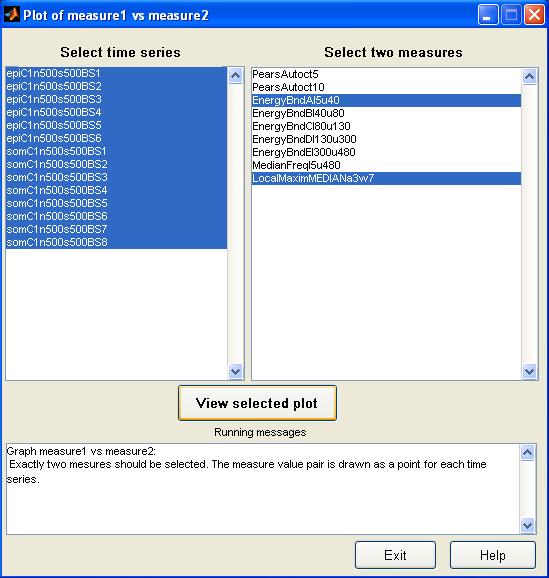 Plot of measure1 vs measure2
Select time series
epiC1n500s500BS1
epiC1n500s500BS2
epiC1n500s500BS3
epiC1n500s500BS4
epiC1n500s500BS5
epiC1n500s500BS6
somC1n500s500BS1
somC1n500s500BS2
somC1n500s500BS3
somC1n500s500BS4
somC1n500s500BS5
somC1n500s500BS6
somC1n500s500BS7
somC1n500s500BS8
Select two measures
PearsAutoct5
PearsAutoct10
EnergyBndAl5u40
EnergyBndBl40u80
EnergyBndCl80u130
EnergyBndDl130u300
EnergyBndEl300u480
MedianFreql5u480
LocalMaximMEDIANa3w7
View selected plot
Running messages
Graph measure1 vs measure2:
Exactly two mesures should be selected. The measure value pair is drawn as a point for each time
series.
Exit
Help